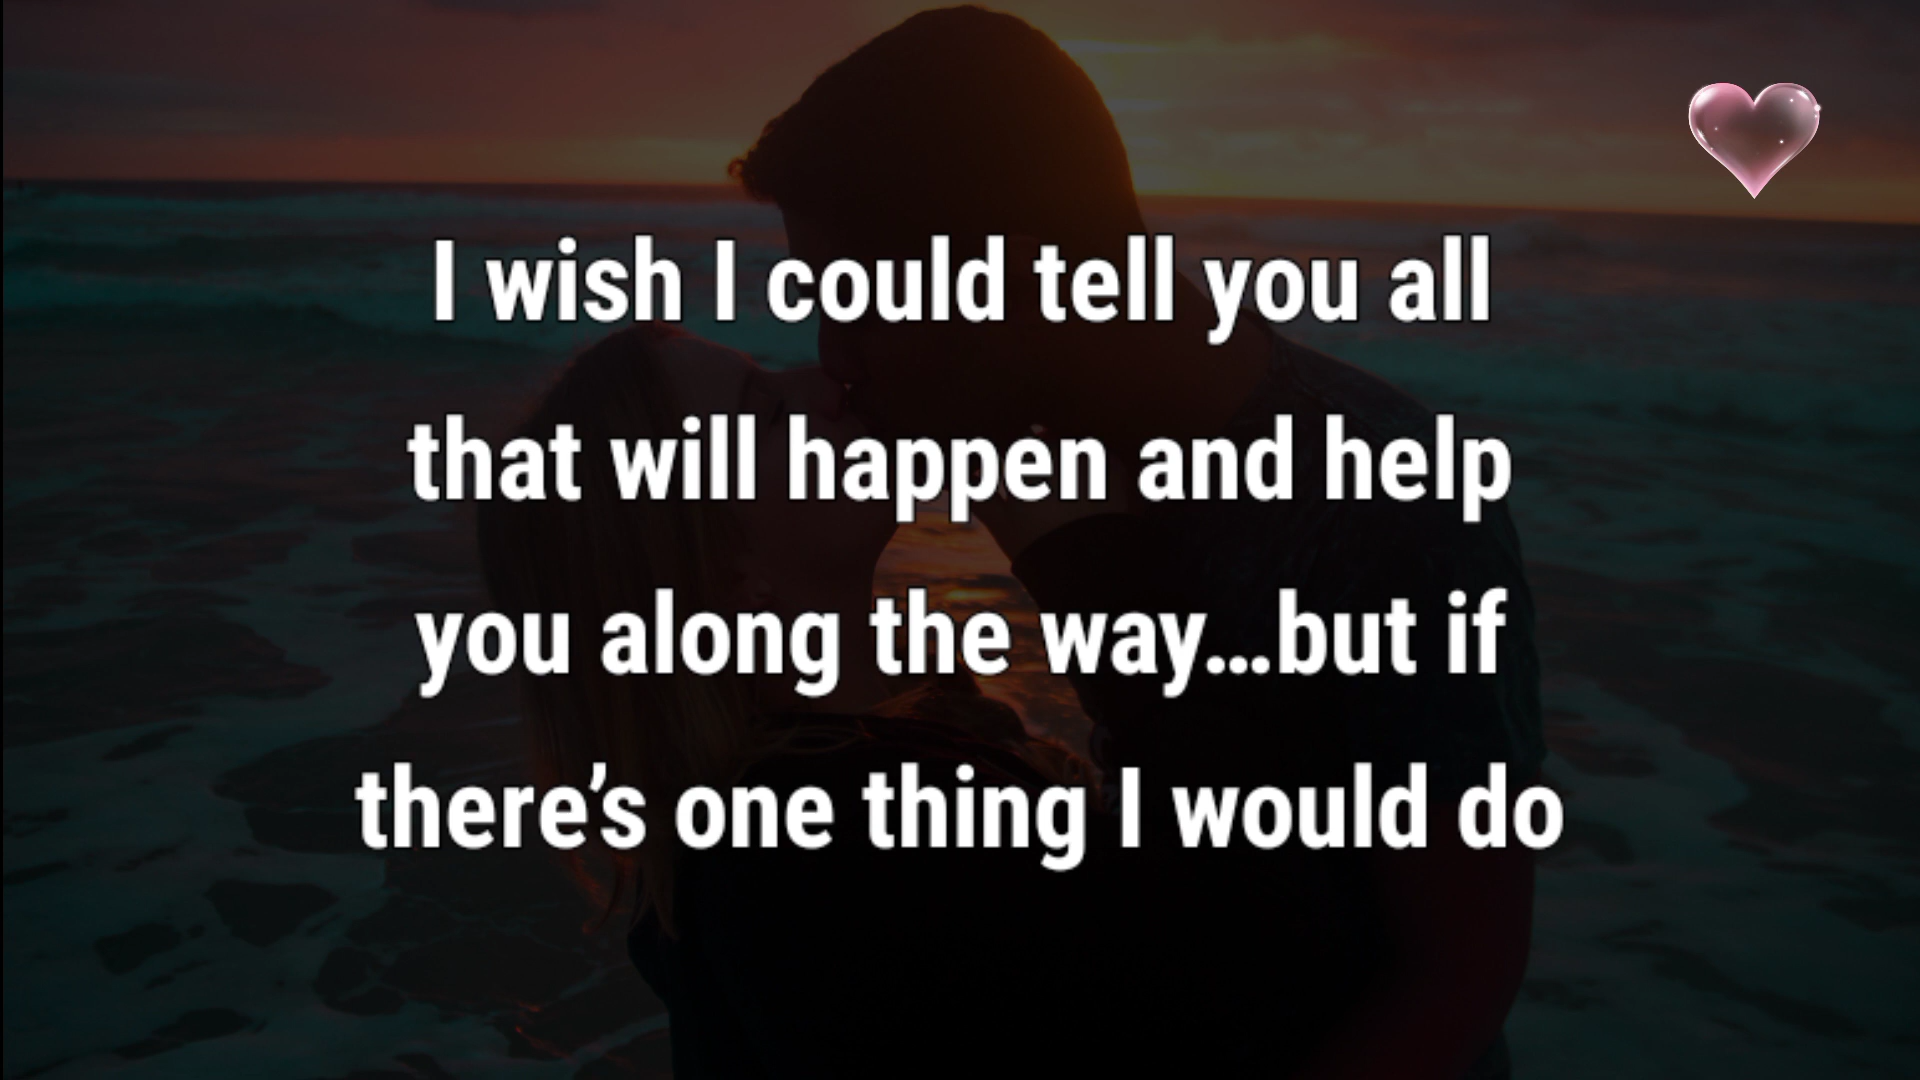 I wish I could tell you all
that will happen and help
you along the way...but if
there’s one thing I would do